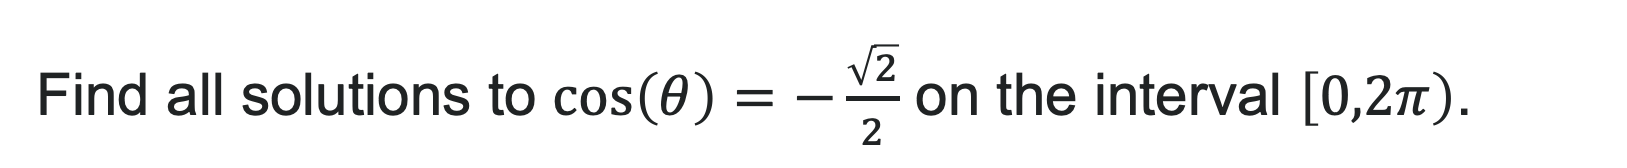 Find all solutions to cos(θ) = −√2/2 on the interval [0,2π).